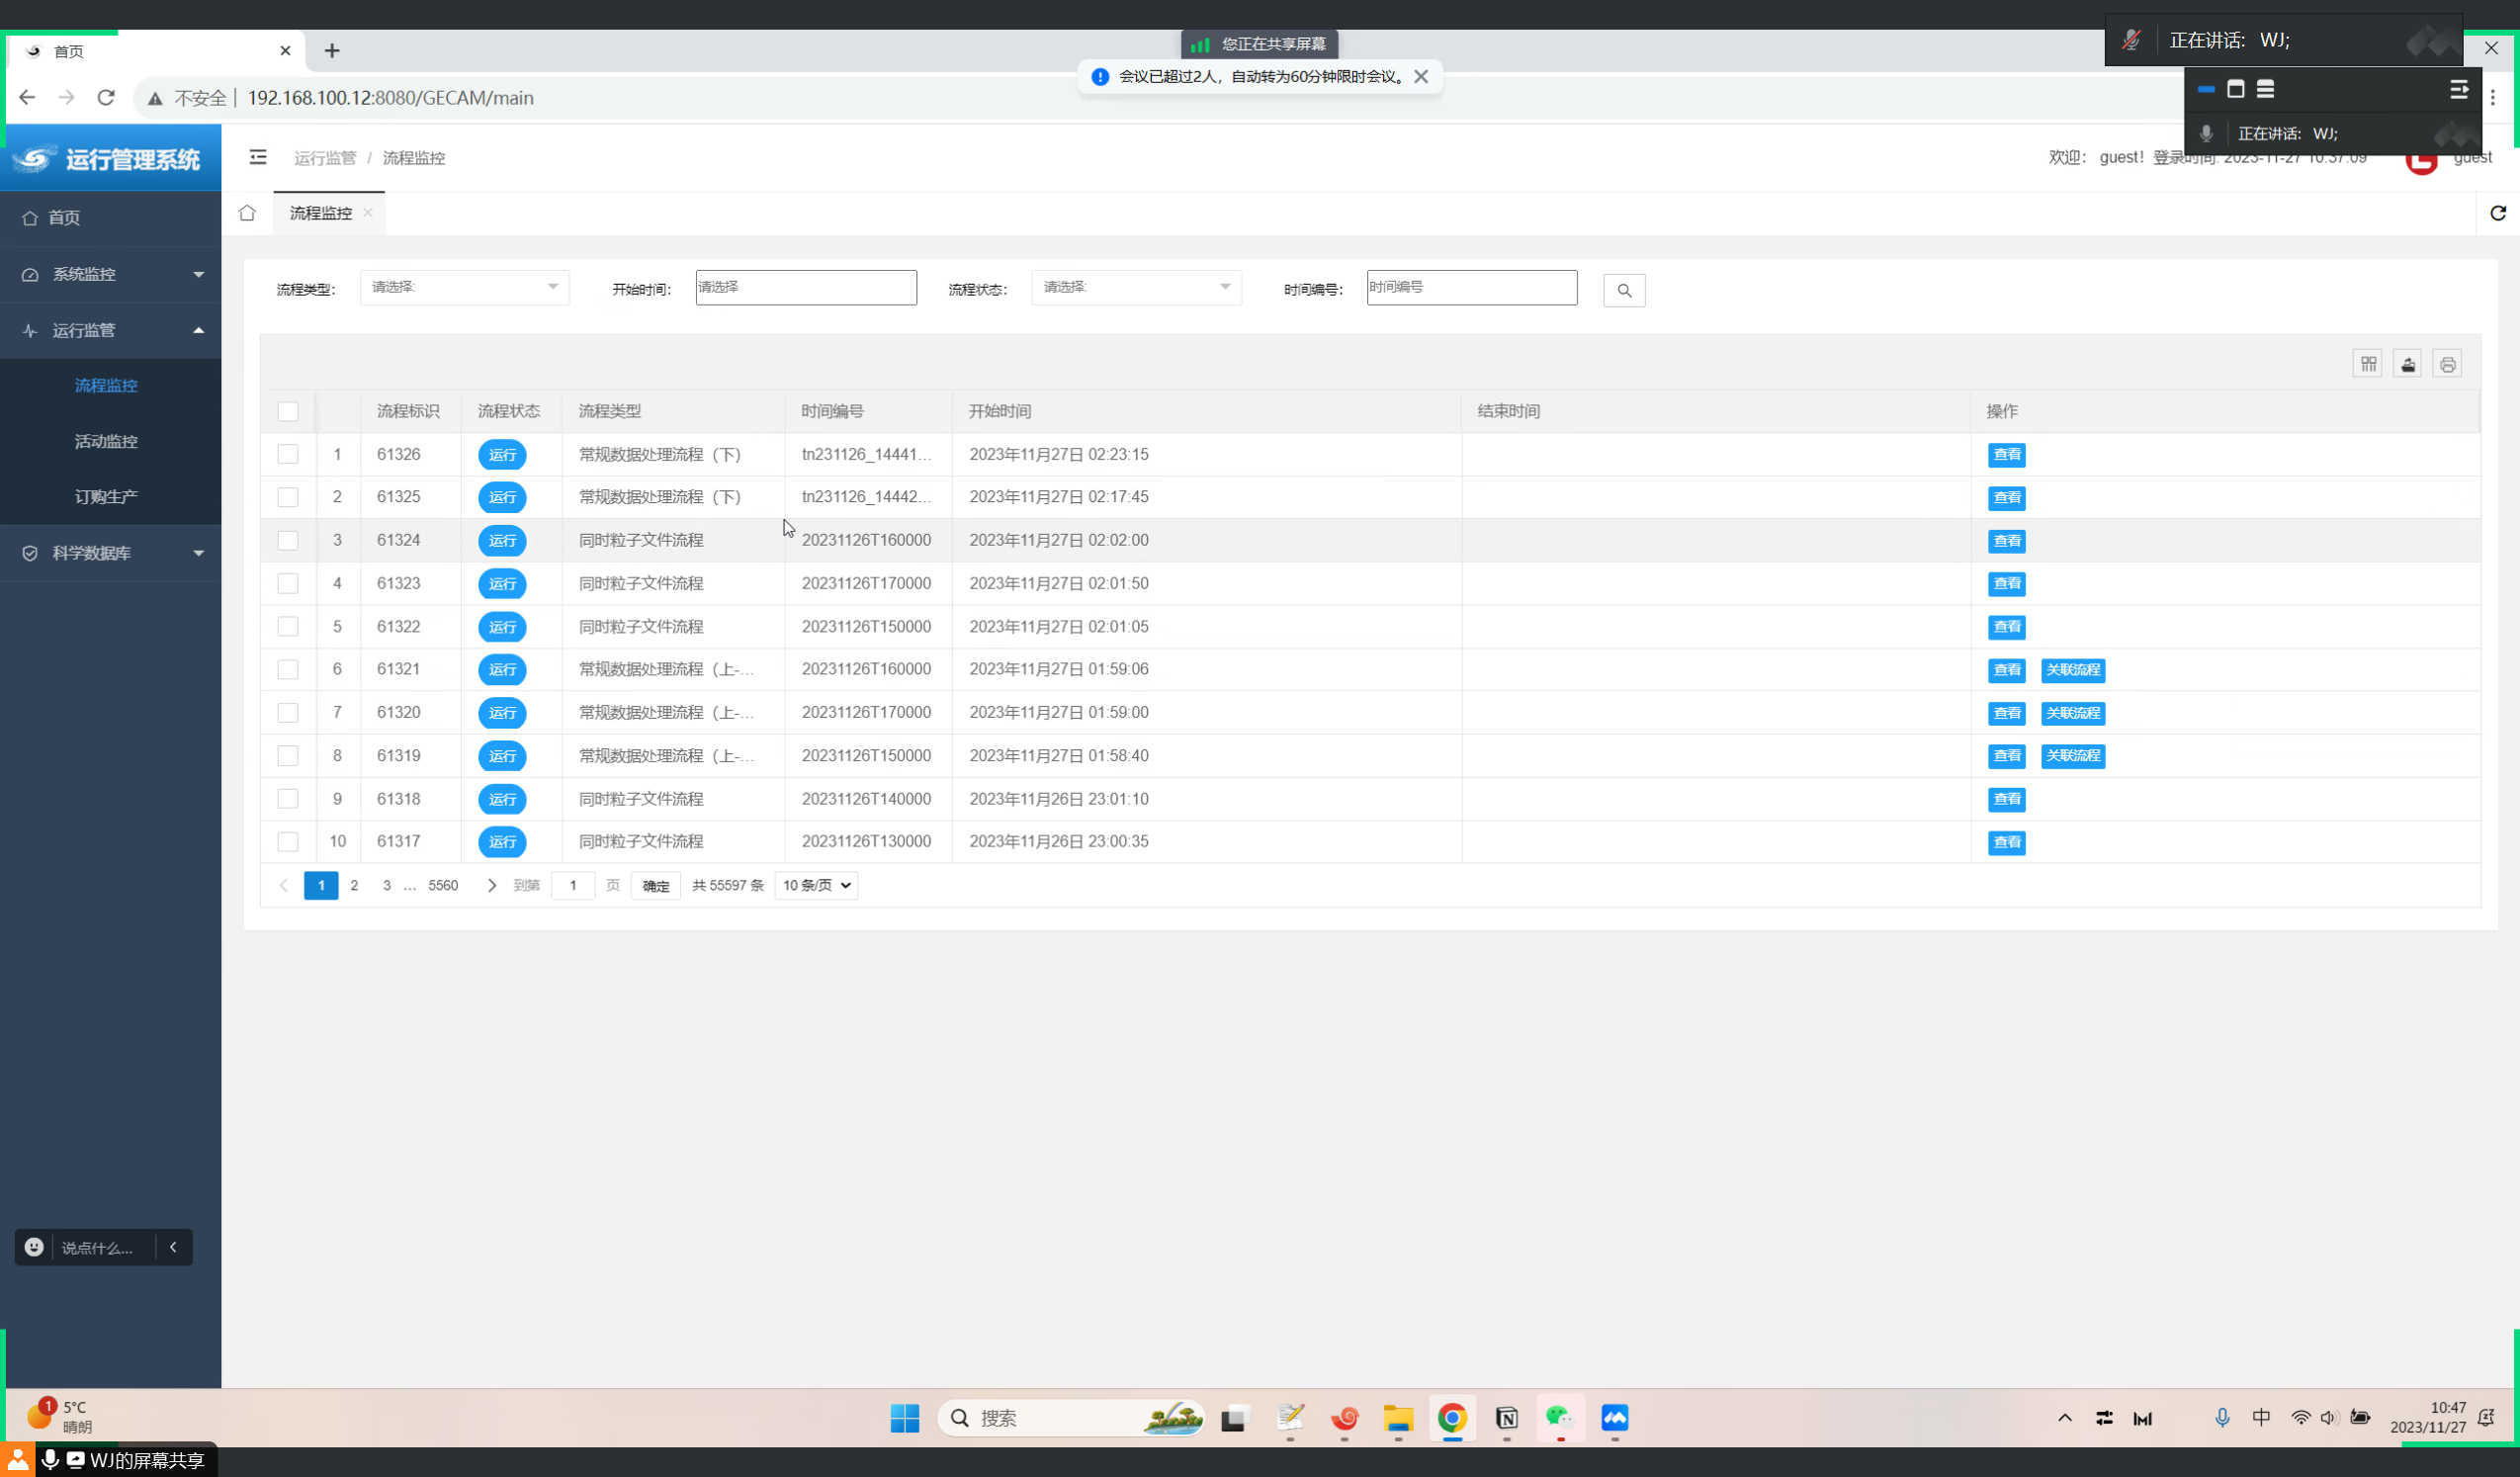 首页
您正在共享屏幕
正在讲话: WJ;
会议已超过2人，自动转为60分钟限时会议。
不安全 192.168.100.12:8080/GECAM/main
正在讲话: WJ;
运行管理系统
运行监管 / 流程监控
欢迎: guest! 登录时间: 2023-11-27 10:37:09
guest
首页
系统监控
运行监管
流程监控
活动监控
订购生产
科学数据库
流程监控
流程类型: 请选择: 开始时间: 请选择 流程状态: 请选择: 时间编号: 时间编号
流程标识 流程状态 流程类型 时间编号 开始时间 结束时间 操作
1 61326 运行 常规数据处理流程（下） tn231126_14441... 2023年11月27日 02:23:15 查看
2 61325 运行 常规数据处理流程（下） tn231126_14442... 2023年11月27日 02:17:45 查看
3 61324 运行 同时粒子文件流程 20231126T160000 2023年11月27日 02:02:00 查看
4 61323 运行 同时粒子文件流程 20231126T170000 2023年11月27日 02:01:50 查看
5 61322 运行 同时粒子文件流程 20231126T150000 2023年11月27日 02:01:05 查看
6 61321 运行 常规数据处理流程（上-... 20231126T160000 2023年11月27日 01:59:06 查看 关联流程
7 61320 运行 常规数据处理流程（上-... 20231126T170000 2023年11月27日 01:59:00 查看 关联流程
8 61319 运行 常规数据处理流程（上-... 20231126T150000 2023年11月27日 01:58:40 查看 关联流程
9 61318 运行 同时粒子文件流程 20231126T140000 2023年11月26日 23:01:10 查看
10 61317 运行 同时粒子文件流程 20231126T130000 2023年11月26日 23:00:35 查看
1 2 3 ... 5560 到第 1 页 确定 共 55597 条 10 条/页
说点什么...
1
5°C
晴朗
搜索
中
10:47
2023/11/27
WJ的屏幕共享